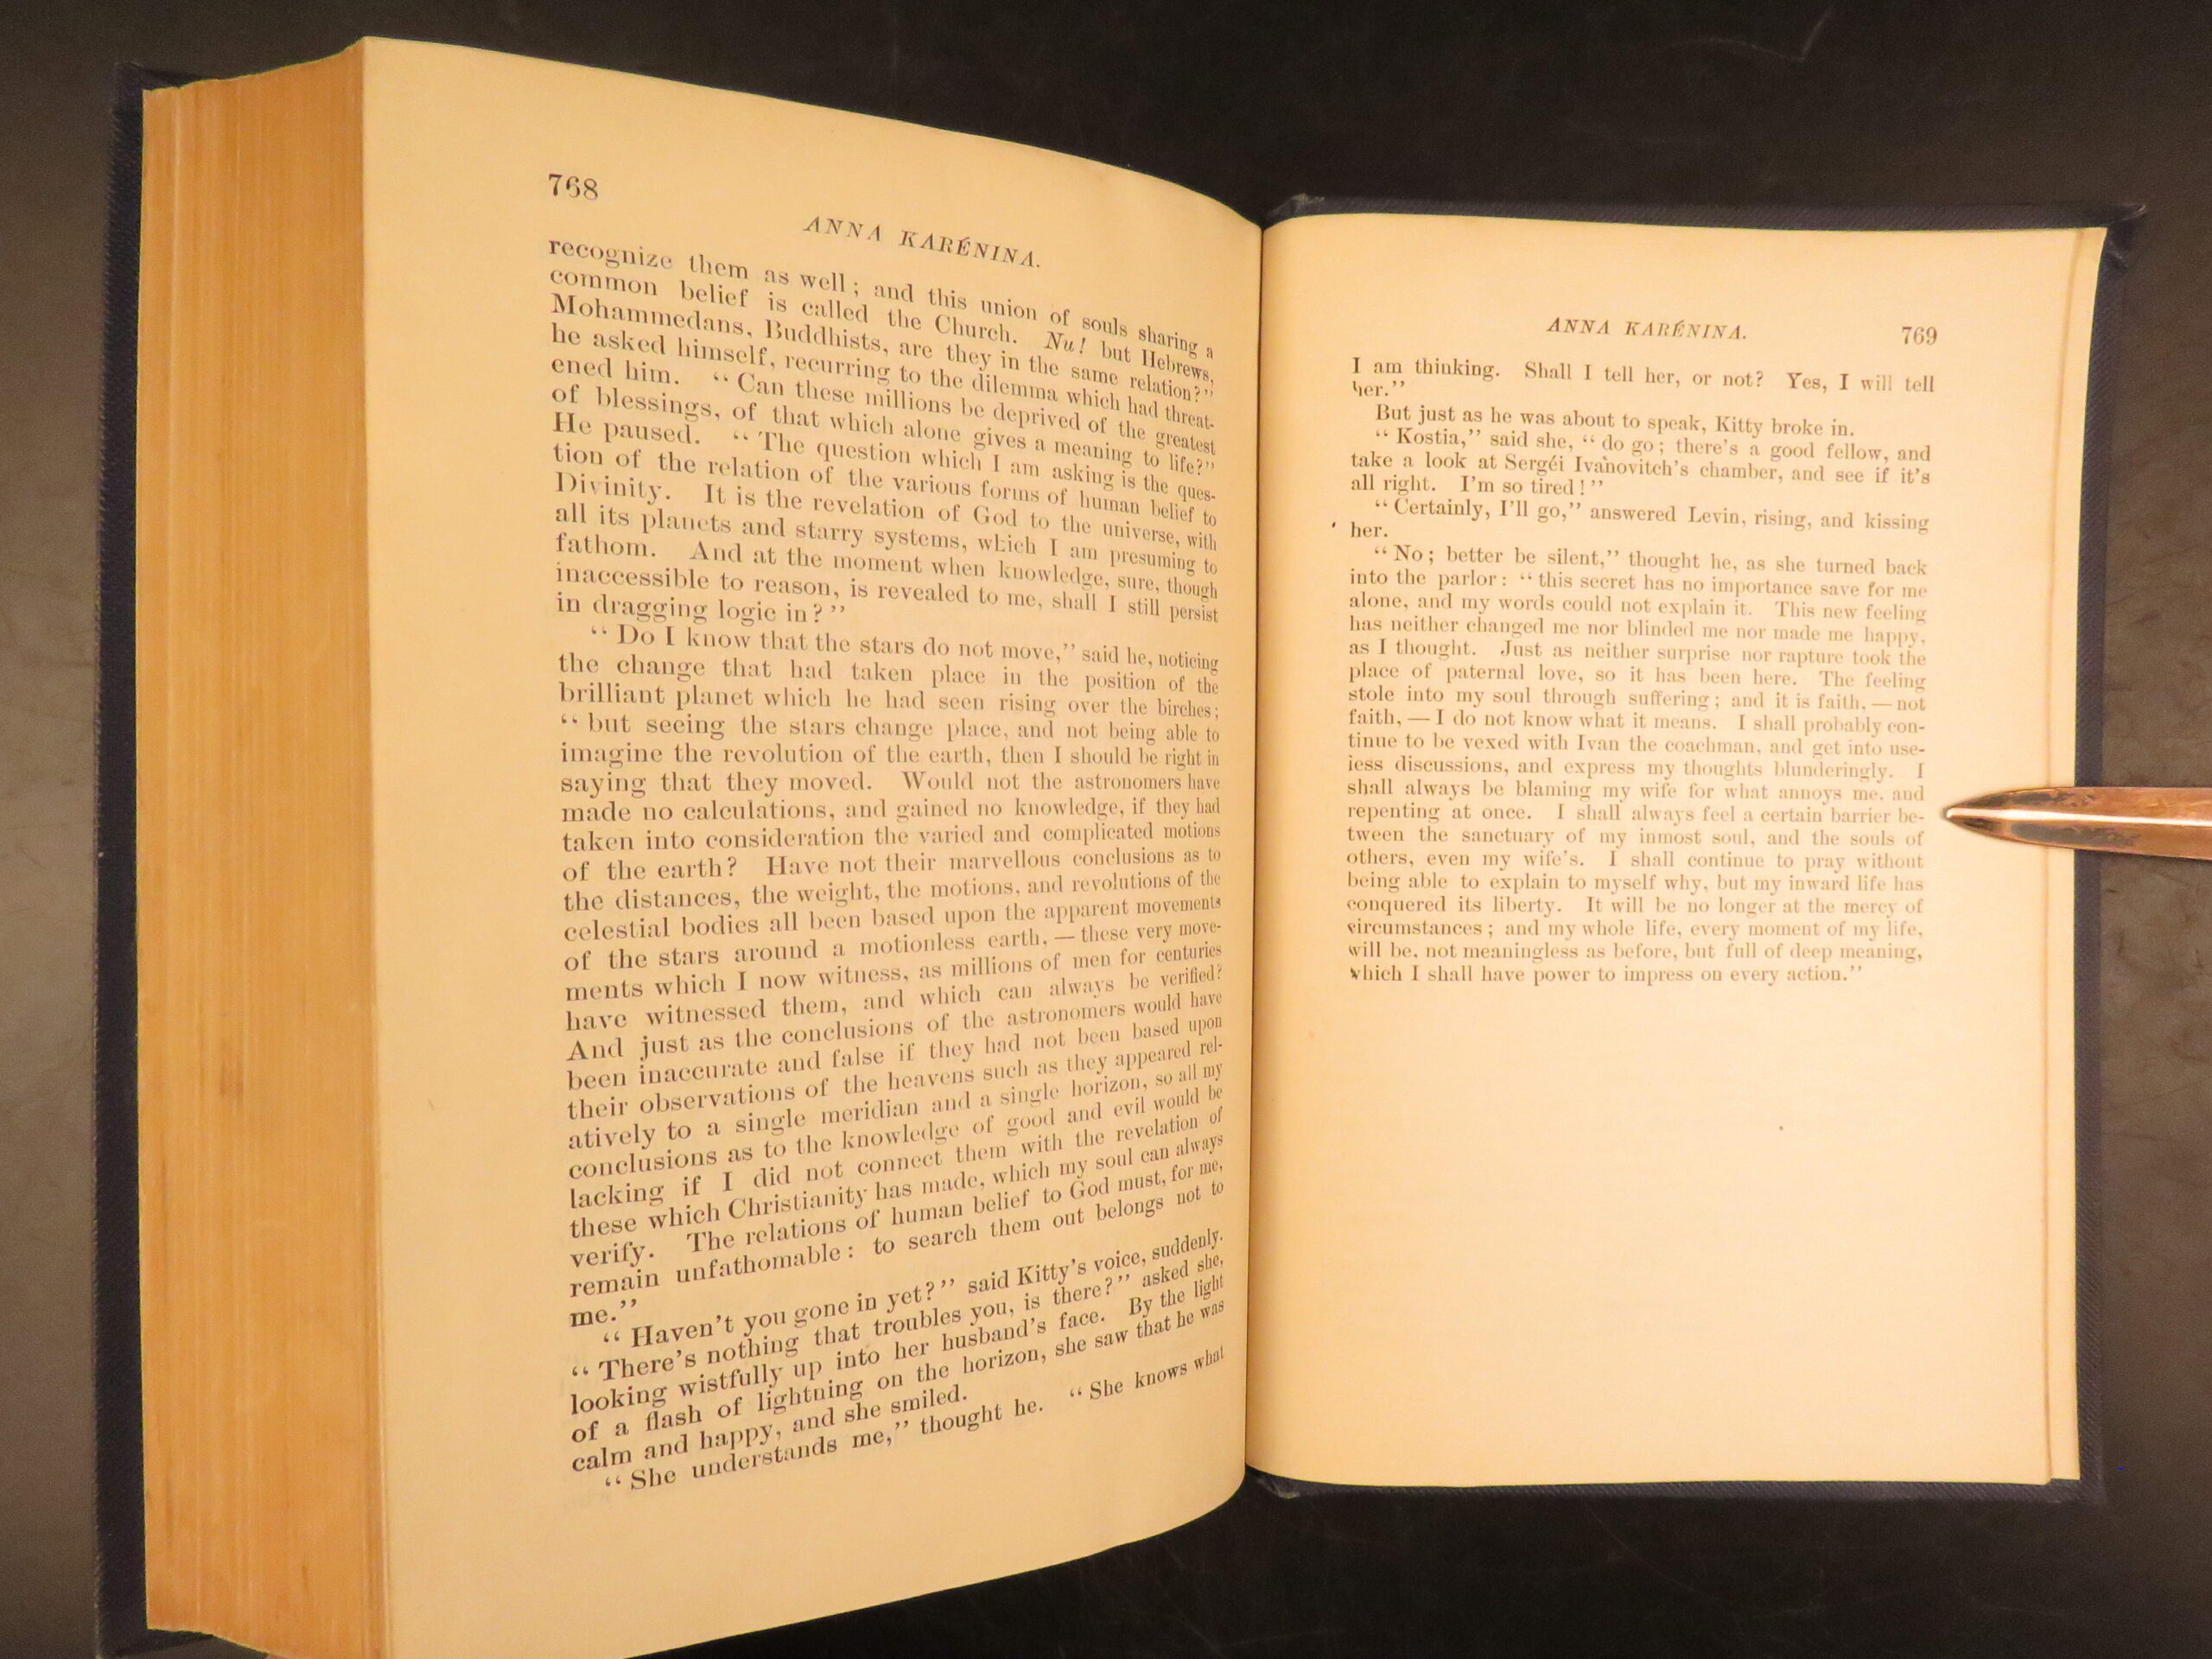 768
ANNA KARÉNINA.
recognize them as well; and this union of souls sharing a
common belief is called the Church. Nu! but Hebrews,
Mohammedans, Buddhists, are they in the same relation?”
he asked himself, recurring to the dilemma which had threat-
ened him. “Can these millions be deprived of the greatest
of blessings, of that which alone gives a meaning to life?”
He paused. “The question which I am asking is the ques-
tion of the relation of the various forms of human belief to
Divinity. It is the revelation of God to the universe, with
all its planets and starry systems, which I am presuming to
fathom. And at the moment when knowledge, sure, though
inaccessible to reason, is revealed to me, shall I still persist
in dragging logic in?”
“Do I know that the stars do not move,” said he, noticing
the change that had taken place in the position of the
brilliant planet which he had seen rising over the birches;
“but seeing the stars change place, and not being able to
imagine the revolution of the earth, then I should be right in
saying that they moved. Would not the astronomers have
made no calculations, and gained no knowledge, if they had
taken into consideration the varied and complicated motions
of the earth? Have not their marvellous conclusions as to
the distances, the weight, the motions, and revolutions of the
celestial bodies all been based upon the apparent movements
of the stars around a motionless earth, — these very move-
ments which I now witness, as millions of men for centuries
have witnessed them, and which can always be verified?
And just as the conclusions of the astronomers would have
been inaccurate and false if they had not been based upon
their observations of the heavens such as they appeared rel-
atively to a single meridian and a single horizon, so all my
conclusions as to the knowledge of good and evil would be
lacking if I did not connect them with the revelation of
these which Christianity has made, which my soul can always
verify. The relations of human belief to God must, for me,
remain unfathomable: to search them out belongs not to
me.”
“Haven’t you gone in yet?” said Kitty’s voice, suddenly.
“There’s nothing that troubles you, is there?” asked she,
looking wistfully up into her husband’s face. By the light
of a flash of lightning on the horizon, she saw that he was
calm and happy, and she smiled.
“She understands me,” thought he. “She knows what
ANNA KARÉNINA.
769
I am thinking. Shall I tell her, or not? Yes, I will tell
her.”
But just as he was about to speak, Kitty broke in.
“Kostia,” said she, “do go; there’s a good fellow, and
take a look at Sergéi Ivanovitch’s chamber, and see if it’s
all right. I’m so tired!”
“Certainly, I’ll go,” answered Levin, rising, and kissing
her.
“No; better be silent,” thought he, as she turned back
into the parlor: “this secret has no importance save for me
alone, and my words could not explain it. This new feeling
has neither changed me nor blinded me nor made me happy,
as I thought. Just as neither surprise nor rapture took the
place of paternal love, so it has been here. The feeling
stole into my soul through suffering; and it is faith, — not
faith, — I do not know what it means. I shall probably con-
tinue to be vexed with Ivan the coachman, and get into use-
less discussions, and express my thoughts blunderingly. I
shall always be blaming my wife for what annoys me, and
repenting at once. I shall always feel a certain barrier be-
tween the sanctuary of my inmost soul, and the souls of
others, even my wife’s. I shall continue to pray without
being able to explain to myself why, but my inward life has
conquered its liberty. It will be no longer at the mercy of
circumstances; and my whole life, every moment of my life,
will be, not meaningless as before, but full of deep meaning,
which I shall have power to impress on every action.”